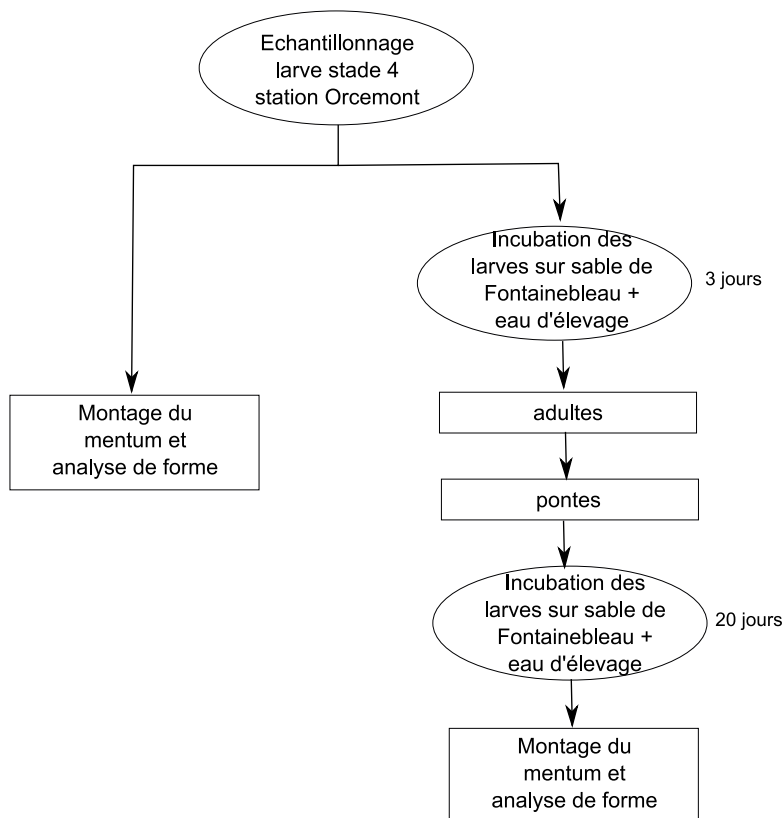 Echantillonnage
larve stade 4
station Orcemont
Incubation des
larves sur sable de
Fontainebleau +
eau d'élevage
3 jours
Montage du
mentum et
analyse de forme
adultes
pontes
Incubation des
larves sur sable de
Fontainebleau +
eau d'élevage
20 jours
Montage du
mentum et
analyse de forme